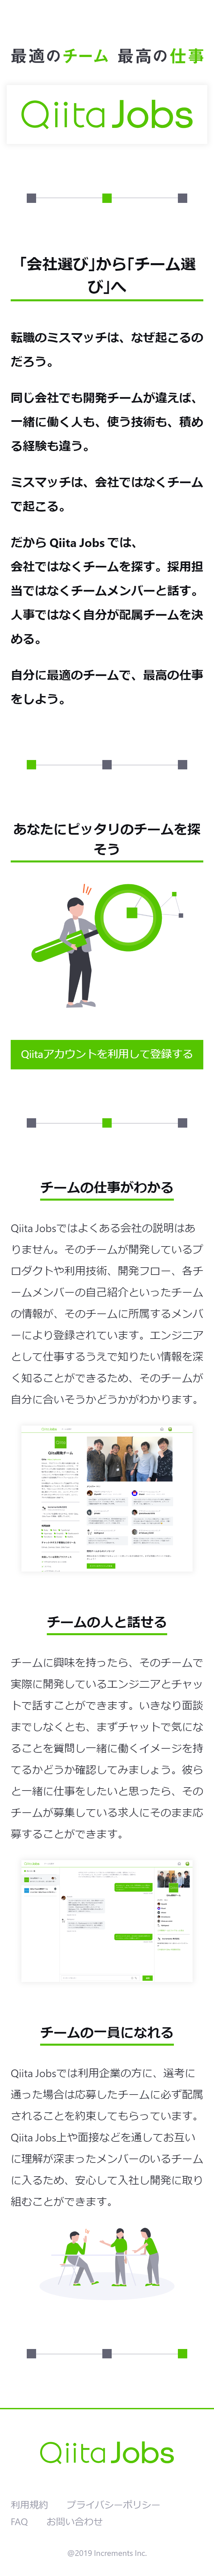 最適のチーム 最高の仕事
Qiita Jobs
「会社選び」から「チーム選
び」へ
転職のミスマッチは、なぜ起こるの
だろう。
同じ会社でも開発チームが違えば、
一緒に働く人も、使う技術も、積め
る経験も違う。
ミスマッチは、会社ではなくチーム
で起こる。
だから Qiita Jobs では、
会社ではなくチームを探す。採用担
当ではなくチームメンバーと話す。
人事ではなく自分が配属チームを決
める。
自分に最適のチームで、最高の仕事
をしよう。
あなたにピッタリのチームを探
そう
Qiitaアカウントを利用して登録する
チームの仕事がわかる
Qiita Jobsではよくある会社の説明はあ
りません。そのチームが開発しているプ
ロダクトや利用技術、開発フロー、各チ
ームメンバーの自己紹介といったチーム
の情報が、そのチームに所属するメンバ
ーにより登録されています。エンジニア
として仕事するうえで知りたい情報を深
く知ることができるため、そのチームが
自分に合いそうかどうかがわかります。
チームの人と話せる
チームに興味を持ったら、そのチームで
実際に開発しているエンジニアとチャッ
トで話すことができます。いきなり面談
までしなくとも、まずチャットで気にな
ることを質問し一緒に働くイメージを持
てるかどうか確認してみましょう。彼ら
と一緒に仕事をしたいと思ったら、その
チームが募集している求人にそのまま応
募することができます。
チームの一員になれる
Qiita Jobsでは利用企業の方に、選考に
通った場合は応募したチームに必ず配属
されることを約束してもらっています。
Qiita Jobs上や面接などを通してお互い
に理解が深まったメンバーのいるチーム
に入るため、安心して入社し開発に取り
組むことができます。
Qiita Jobs
利用規約 プライバシーポリシー
FAQ お問い合わせ
@2019 Increments Inc.